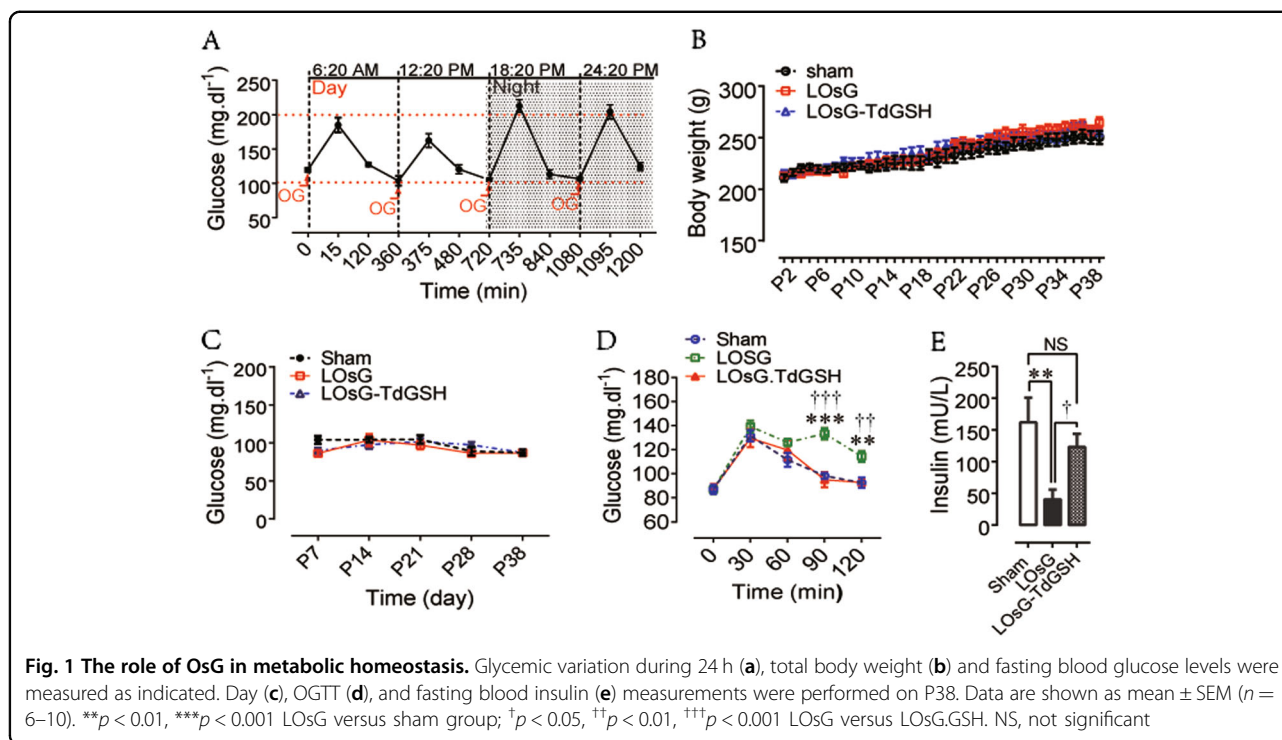 A
6:20 AM 12:20 PM 18:20 PM 24:20 PM
Day Night
Glucose (mg.dl⁻¹)
250
200
150
100
50
OG OG OG OG
0 15 120 360 375 480 720 735 840 1080 1095 1200
Time (min)
B
sham
LOsG
LOsG-TdGSH
Body weight (g)
300
250
200
150
P2 P6 P10 P14 P18 P22 P26 P30 P34 P38
C
Sham
LOsG
LOsG-TdGSH
Glucose (mg.dl⁻¹)
200
150
100
50
0
P7 P14 P21 P28 P38
Time (day)
D
Sham
LOSG
LOsG.TdGSH
Glucose (mg.dl⁻¹)
180
160
140
120
100
80
60
††† ††
*** **
0 30 60 90 120
Time (min)
E
NS
** †
Insulin (mU/L)
200
150
100
50
0
Sham
LOsG
LOsG-TdGSH
Fig. 1 The role of OsG in metabolic homeostasis. Glycemic variation during 24 h (a), total body weight (b) and fasting blood glucose levels were
measured as indicated. Day (c), OGTT (d), and fasting blood insulin (e) measurements were performed on P38. Data are shown as mean ± SEM (n =
6–10). **p < 0.01, ***p < 0.001 LOsG versus sham group; †p < 0.05, ††p < 0.01, †††p < 0.001 LOsG versus LOsG.GSH. NS, not significant